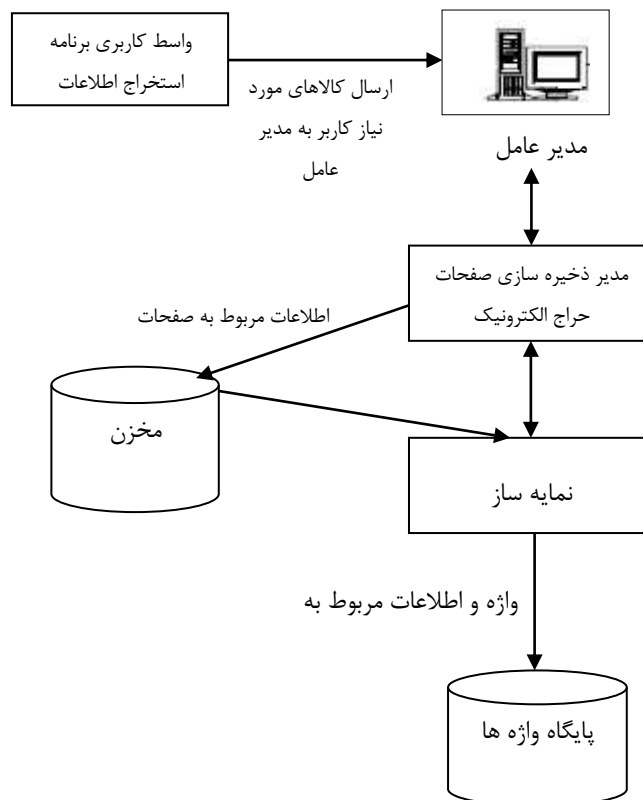 واسط کاربری برنامه
استخراج اطلاعات
ارسال کالاهای مورد
نیاز کاربر به مدیر
عامل
مدیر عامل
مدیر ذخیره سازی صفحات
حراج الکترونیک
اطلاعات مربوط به صفحات
مخزن
نمایه ساز
واژه و اطلاعات مربوط به
پایگاه واژه ها